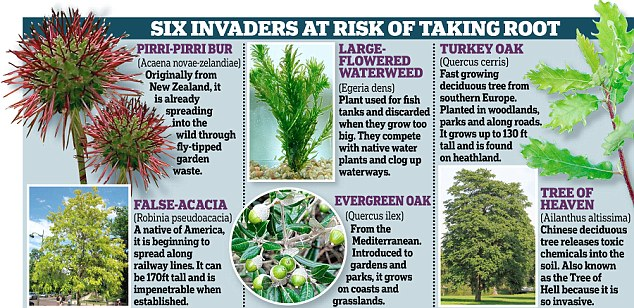 SIX INVADERS AT RISK OF TAKING ROOT
PIRRI-PIRRI BUR
(Acaena novae-zelandiae)
Originally from
New Zealand, it
is already
spreading
into the
wild through
fly-tipped
garden
waste.
LARGE-
FLOWERED
WATERWEED
(Egeria dens)
Plant used for fish
tanks and discarded
when they grow too
big. They compete
with native water
plants and clog up
waterways.
TURKEY OAK
(Quercus cerris)
Fast growing
deciduous tree from
southern Europe.
Planted in woodlands,
parks and along roads.
It grows up to 130 ft
tall and is found
on heathland.
FALSE-ACACIA
(Robinia pseudoacacia)
A native of America,
it is beginning to
spread along
railway lines. It can
be 170ft tall and is
impenetrable when
established.
EVERGREEN OAK
(Quercus ilex)
From the
Mediterranean.
Introduced to
gardens and
parks, it grows
on coasts and
grasslands.
TREE OF
HEAVEN
(Ailanthus altissima)
Chinese deciduous
tree releases toxic
chemicals into the
soil. Also known
as the Tree of
Hell because it is
so invasive.